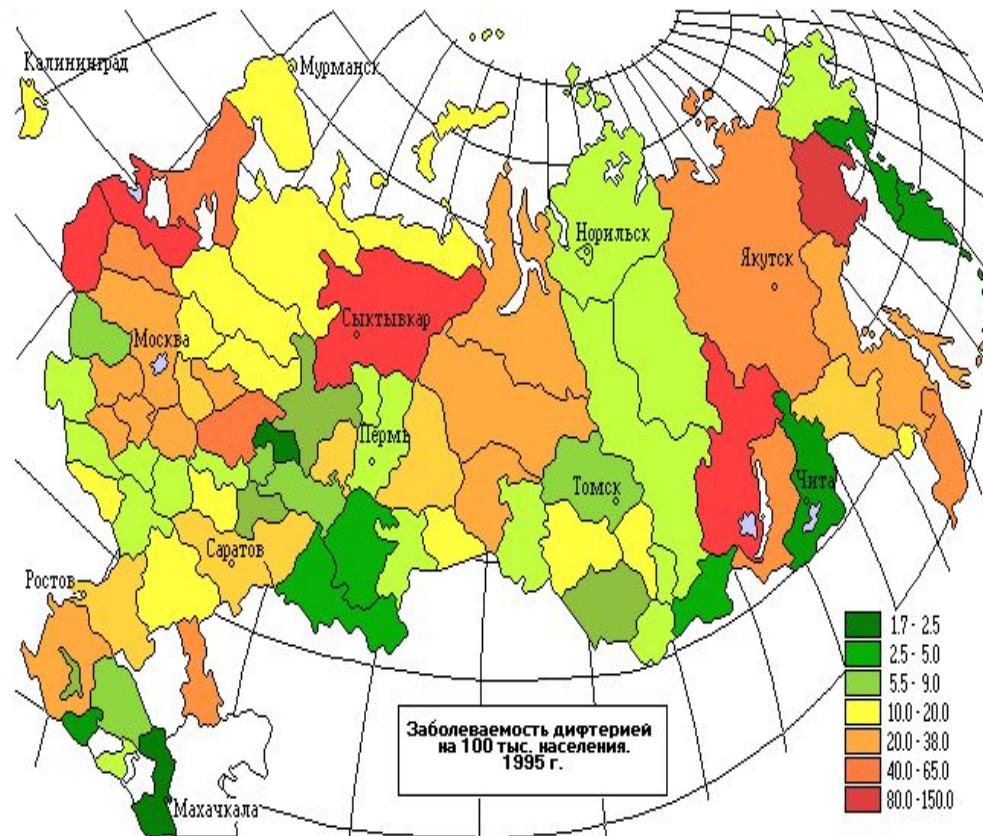 Калининград
Мурманск
Норильск
Якутск
Сыктывкар
Москва
Пермь
Томск
Чита
Саратов
Ростов
1.7 - 2.5
2.5 - 5.0
5.5 - 9.0
10.0 - 20.0
20.0 - 38.0
40.0 - 65.0
80.0 - 150.0
Заболеваемость дифтерией
на 100 тыс. населения.
1995 г.
Махачкала